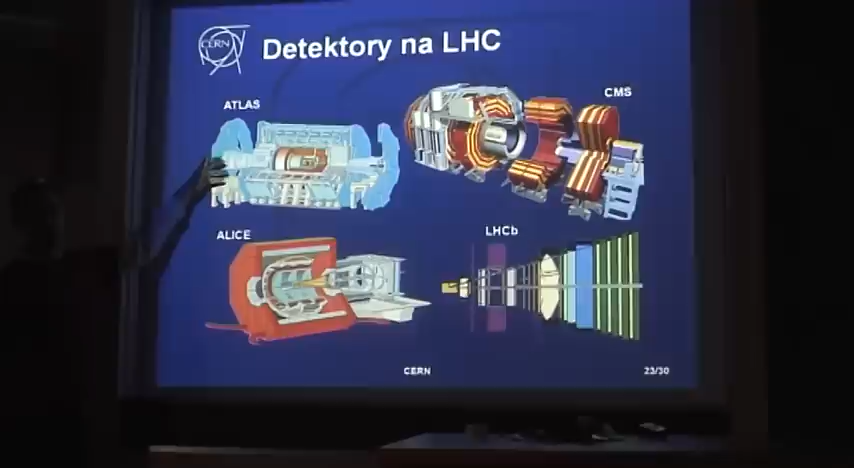 CERN
Detektory na LHC
ATLAS
CMS
ALICE
LHCb
CERN
23/30